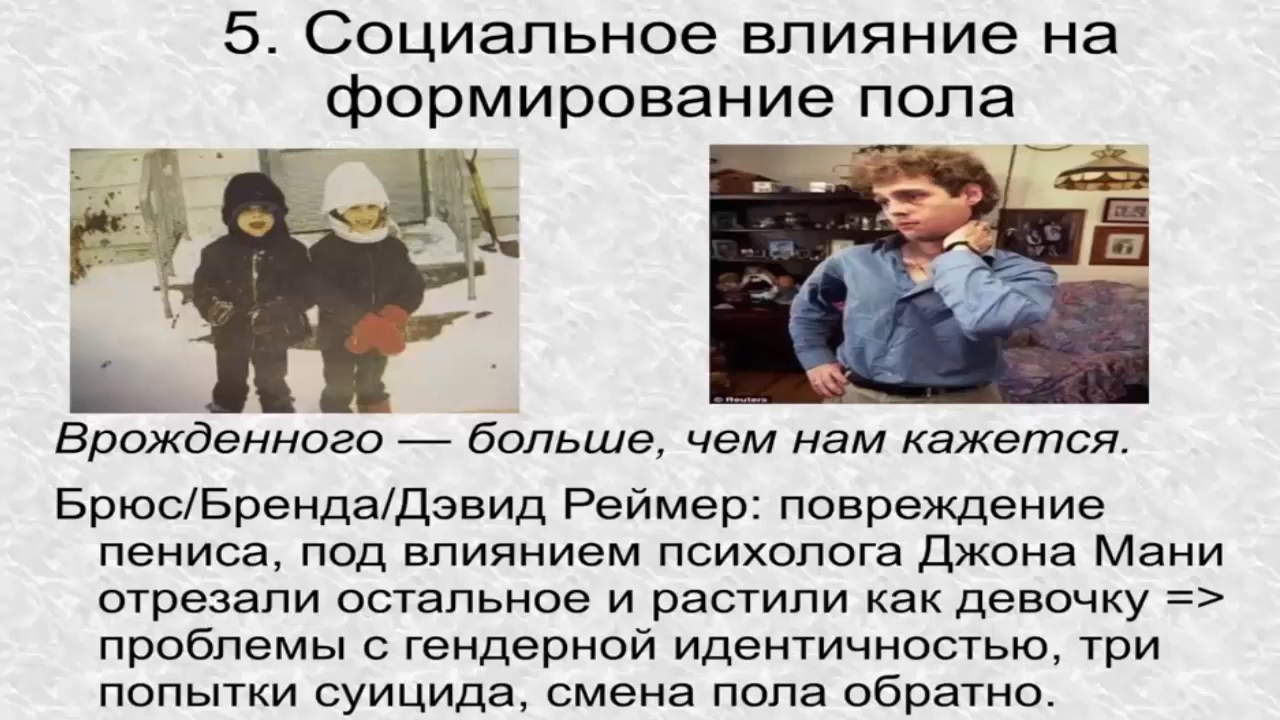 5. Социальное влияние на
формирование пола
© Reuters
Врожденного — больше, чем нам кажется.
Брюс/Бренда/Дэвид Реймер: повреждение
пениса, под влиянием психолога Джона Мани
отрезали остальное и растили как девочку =>
проблемы с гендерной идентичностью, три
попытки суицида, смена пола обратно.